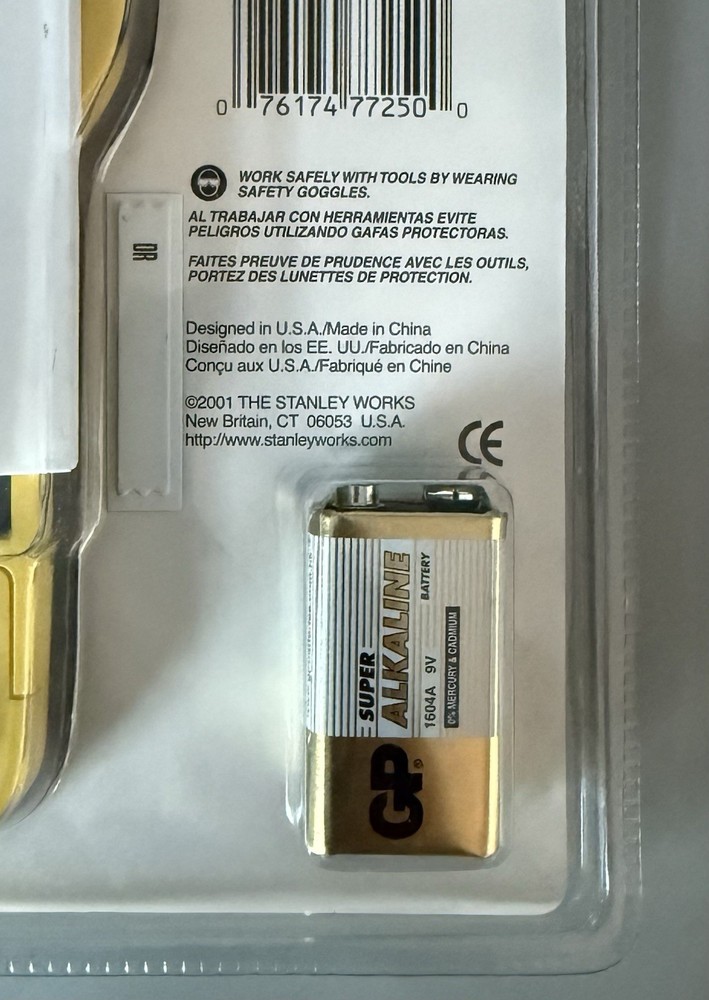 0 76174 77250 0
WORK SAFELY WITH TOOLS BY WEARING
SAFETY GOGGLES.
AL TRABAJAR CON HERRAMIENTAS EVITE
PELIGROS UTILIZANDO GAFAS PROTECTORAS.
FAITES PREUVE DE PRUDENCE AVEC LES OUTILS,
PORTEZ DES LUNETTES DE PROTECTION.
DR
Designed in U.S.A./Made in China
Diseñado en los EE. UU./Fabricado en China
Conçu aux U.S.A./Fabriqué en Chine
©2001 THE STANLEY WORKS
New Britain, CT 06053 U.S.A.
http://www.stanleyworks.com
CE
SUPER
ALKALINE
BATTERY
1604A 9V
0% MERCURY & CADMIUM
GP®